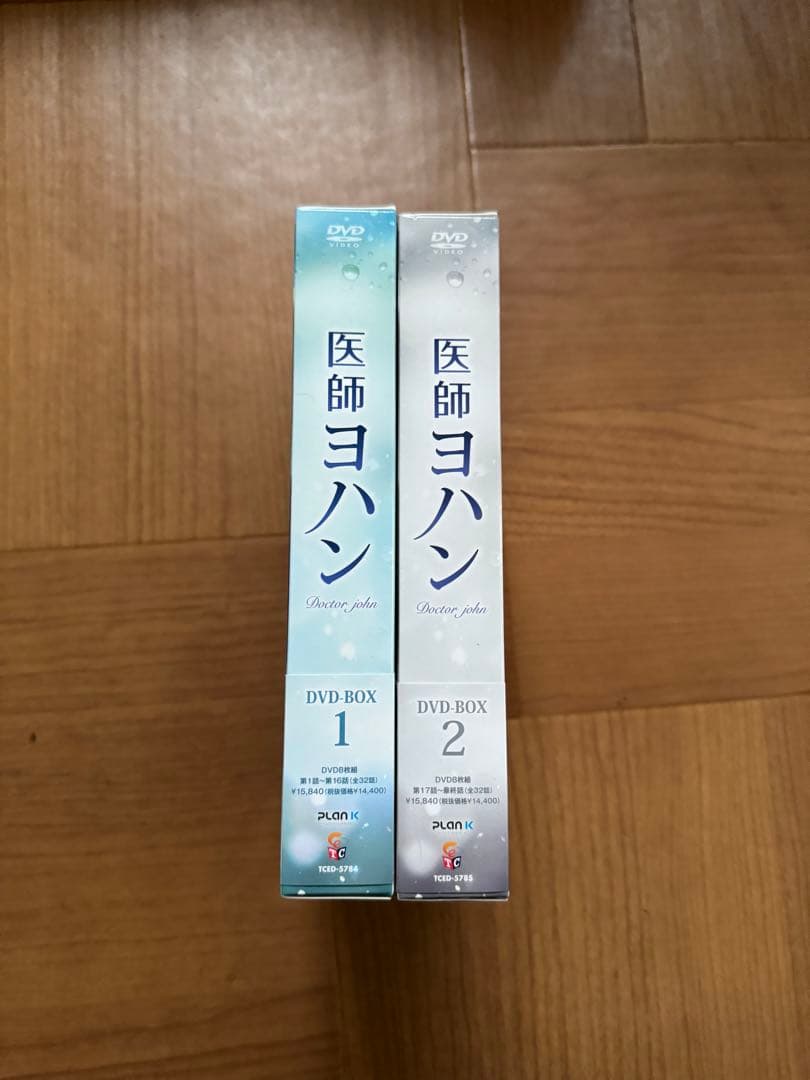 DVD
VIDEO
医師ヨハン
Doctor john
DVD-BOX
1
DVD8枚組
第1話～第16話(全32話)
¥15,840(税抜価格¥14,400)
PLAN K
TC
TCED-5784
DVD
VIDEO
医師ヨハン
Doctor john
DVD-BOX
2
DVD8枚組
第17話～最終話(全32話)
¥15,840(税抜価格¥14,400)
PLAN K
TC
TCED-5785